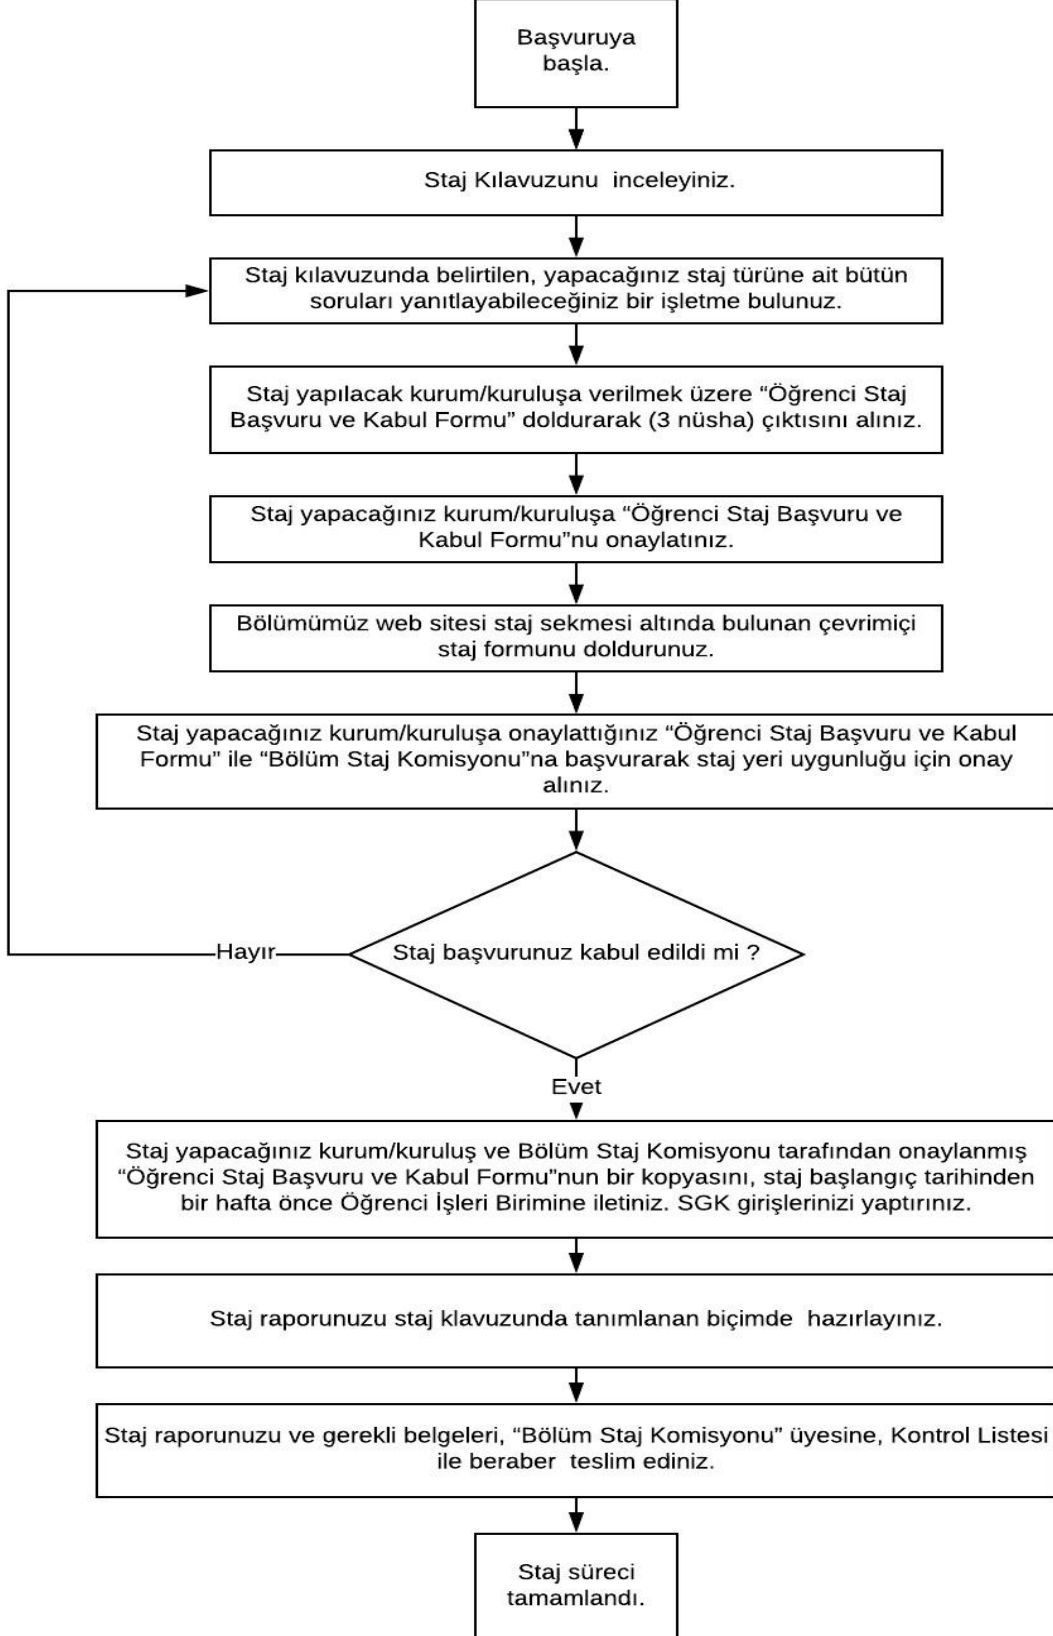 Başvuruya
başla.
Staj Kılavuzunu  inceleyiniz.
Staj kılavuzunda belirtilen, yapacağınız staj türüne ait bütün
soruları yanıtlayabileceğiniz bir işletme bulunuz.
Staj yapılacak kurum/kuruluşa verilmek üzere “Öğrenci Staj
Başvuru ve Kabul Formu” doldurarak (3 nüsha) çıktısını alınız.
Staj yapacağınız kurum/kuruluşa “Öğrenci Staj Başvuru ve
Kabul Formu”nu onaylatınız.
Bölümümüz web sitesi staj sekmesi altında bulunan çevrimiçi
staj formunu doldurunuz.
Staj yapacağınız kurum/kuruluşa onaylattığınız “Öğrenci Staj Başvuru ve Kabul
Formu” ile “Bölüm Staj Komisyonu”na başvurarak staj yeri uygunluğu için onay
alınız.
Hayır
Staj başvurunuz kabul edildi mi ?
Evet
Staj yapacağınız kurum/kuruluş ve Bölüm Staj Komisyonu tarafından onaylanmış
“Öğrenci Staj Başvuru ve Kabul Formu”nun bir kopyasını, staj başlangıç tarihinden
bir hafta önce Öğrenci İşleri Birimine iletiniz. SGK girişlerinizi yaptırınız.
Staj raporunuzu staj klavuzunda tanımlanan biçimde  hazırlayınız.
Staj raporunuzu ve gerekli belgeleri, “Bölüm Staj Komisyonu” üyesine, Kontrol Listesi
ile beraber  teslim ediniz.
Staj süreci
tamamlandı.